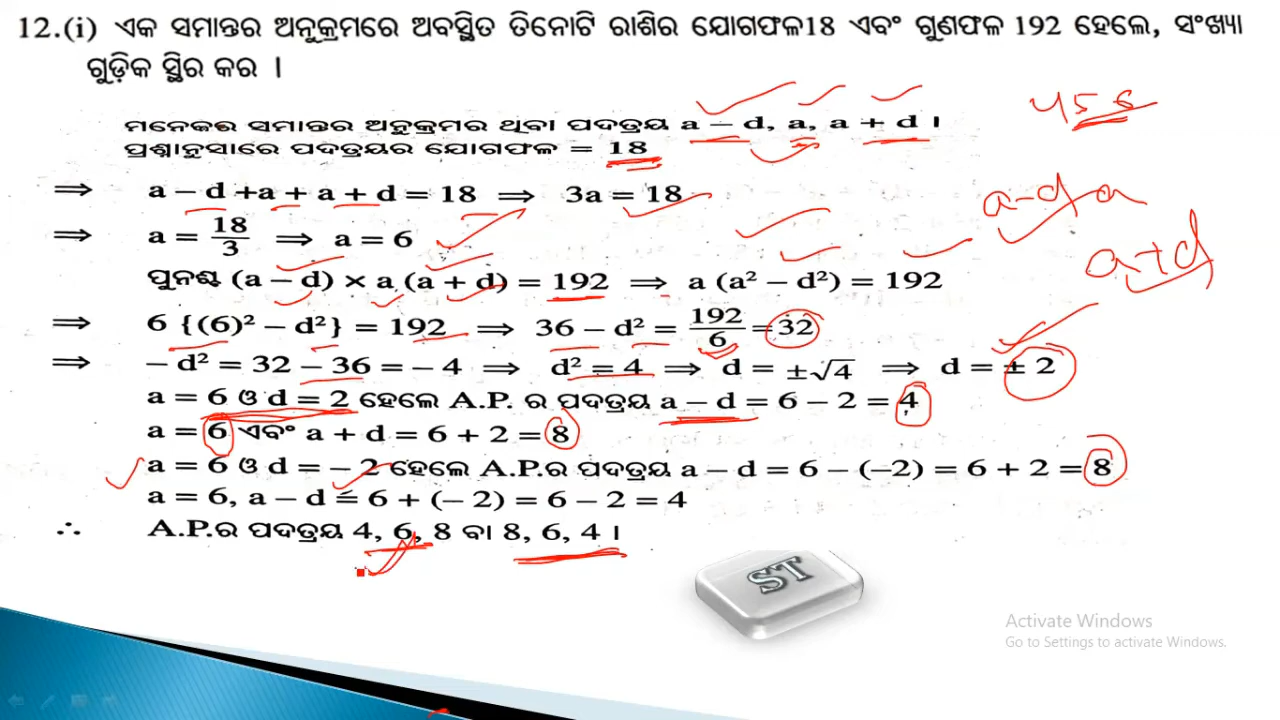 12.(i) ଏକ ସମାନ୍ତର ଅନୁକ୍ରମରେ ଅବସ୍ଥିତ ତିନୋଟି ରାଶିର ଯୋଗଫଳ18 ଏବଂ ଗୁଣଫଳ 192 ହେଲେ, ସଂଖ୍ୟା
ଗୁଡ଼ିକ ସ୍ଥିର କର ।
ମନେକର ସମାନ୍ତର ଅନୁକ୍ରମର ଥିବା ପଦତ୍ରୟ a – d, a, a + d ।
ପ୍ରଶ୍ନାନୁସାରେ ପଦତ୍ରୟର ଯୋଗଫଳ = 18
⇒ a – d +a + a + d = 18 ⇒ 3a = 18
⇒ a = 18/3 ⇒ a = 6
ପୁନଶ୍ଚ (a – d) × a (a + d) = 192 ⇒ a (a² – d²) = 192
⇒ 6 {(6)² – d²} = 192 ⇒ 36 – d² = 192/6 = 32
⇒ – d² = 32 – 36 = – 4 ⇒ d² = 4 ⇒ d = ±√4 ⇒ d = ± 2
a = 6 ଓ d = 2 ହେଲେ A.P. ର ପଦତ୍ରୟ a – d = 6 – 2 = 4
a = 6 ଏବଂ a + d = 6 + 2 = 8
a = 6 ଓ d = – 2 ହେଲେ A.P.ର ପଦତ୍ରୟ a – d = 6 – (–2) = 6 + 2 = 8
a = 6, a – d = 6 + (– 2) = 6 – 2 = 4
∴ A.P.ର ପଦତ୍ରୟ 4, 6, 8 ବା 8, 6, 4 ।
a – d a
a + d
ST
Activate Windows
Go to Settings to activate Windows.